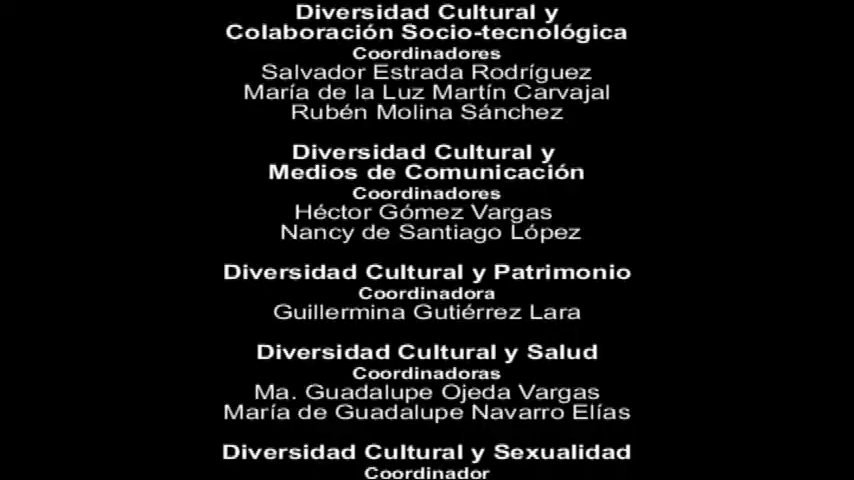 Diversidad Cultural y
Colaboración Socio-tecnológica
Coordinadores
Salvador Estrada Rodríguez
María de la Luz Martín Carvajal
Rubén Molina Sánchez
Diversidad Cultural y
Medios de Comunicación
Coordinadores
Héctor Gómez Vargas
Nancy de Santiago López
Diversidad Cultural y Patrimonio
Coordinadora
Guillermina Gutiérrez Lara
Diversidad Cultural y Salud
Coordinadoras
Ma. Guadalupe Ojeda Vargas
María de Guadalupe Navarro Elías
Diversidad Cultural y Sexualidad
Coordinador